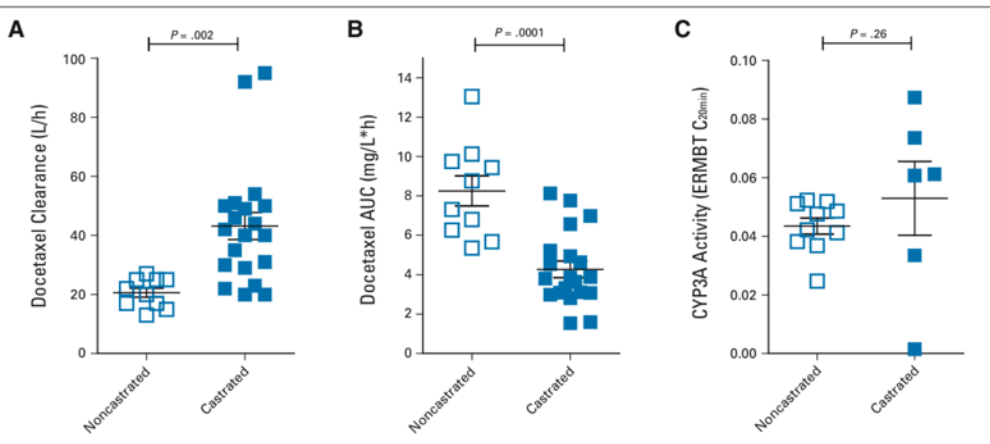 A
P = .002
Docetaxel Clearance (L/h)
100
80
60
40
20
0
Noncastrated
Castrated
B
P = .0001
Docetaxel AUC (mg/L*h)
14
12
10
8
6
4
2
0
Noncastrated
Castrated
C
P = .26
CYP3A Activity (ERMBT C20min)
0.10
0.08
0.06
0.04
0.02
0.00
Noncastrated
Castrated